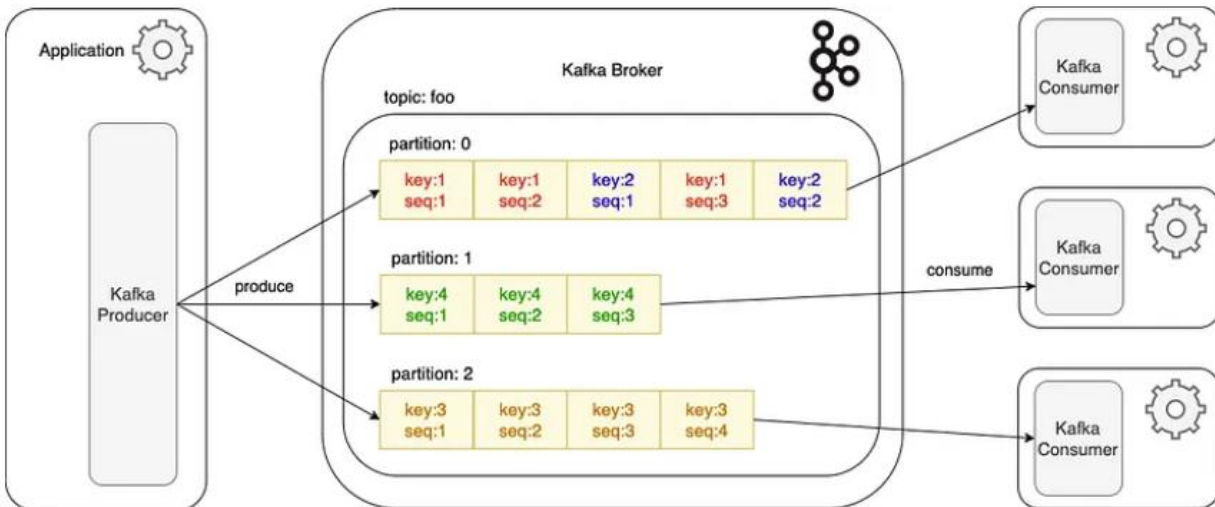 Application
Kafka Broker
topic: foo
partition: 0
key:1
seq:1
key:1
seq:2
key:2
seq:1
key:1
seq:3
key:2
seq:2
partition: 1
key:4
seq:1
key:4
seq:2
key:4
seq:3
partition: 2
key:3
seq:1
key:3
seq:2
key:3
seq:3
key:3
seq:4
Kafka
Producer
produce
consume
Kafka
Consumer
Kafka
Consumer
Kafka
Consumer